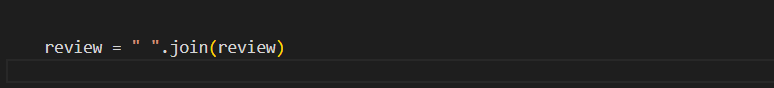 review = " ".join(review)